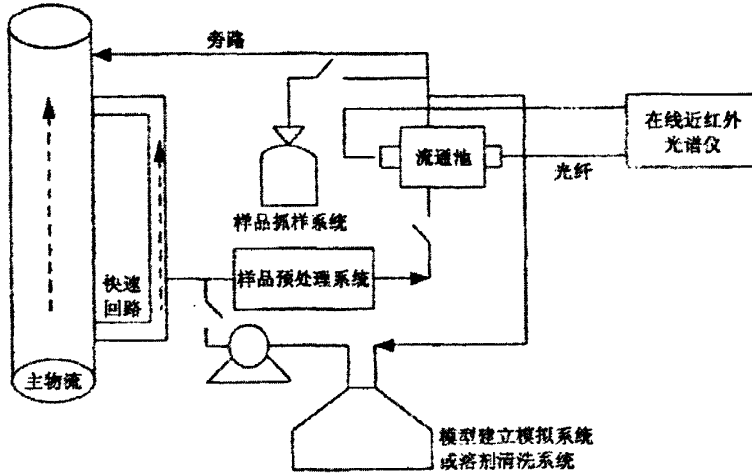 旁路
在线近红外
光谱仪
流通池
光纤
样品抓样系统
样品预处理系统
快速
回路
主物流
模型建立模拟系统
或溶剂清洗系统